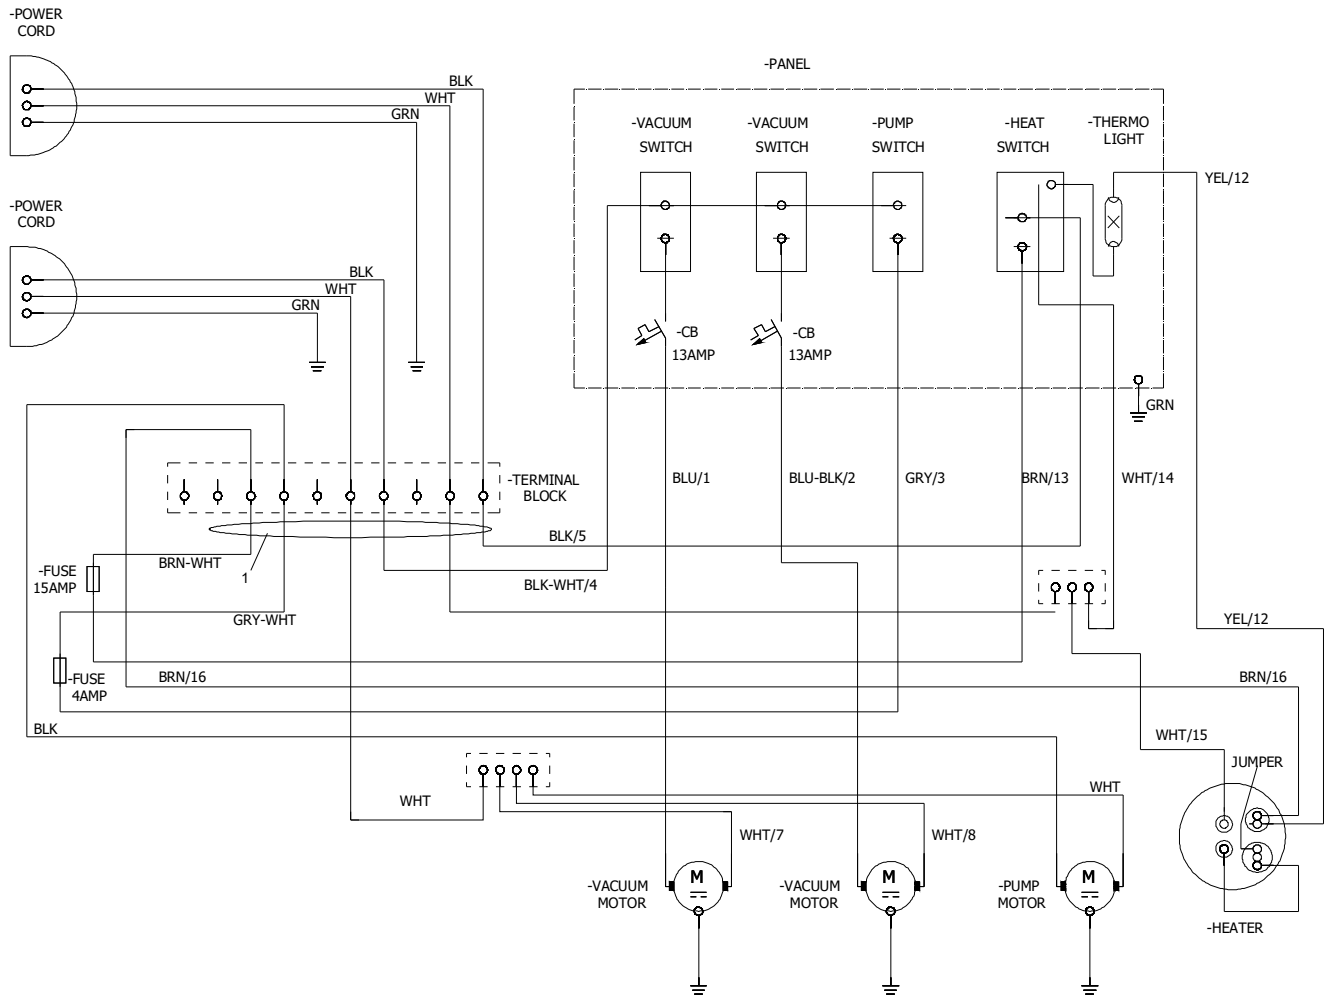 -POWER
CORD
BLK
WHT
GRN
-PANEL
-VACUUM
SWITCH
-VACUUM
SWITCH
-PUMP
SWITCH
-HEAT
SWITCH
-THERMO
LIGHT
YEL/12
-POWER
CORD
BLK
WHT
GRN
-CB
13AMP
-CB
13AMP
GRN
-TERMINAL
BLOCK
BLU/1
BLU-BLK/2
GRY/3
BRN/13
WHT/14
BLK/5
BRN-WHT
1
-FUSE
15AMP
BLK-WHT/4
GRY-WHT
YEL/12
-FUSE
4AMP
BRN/16
BRN/16
BLK
WHT/15
JUMPER
WHT
WHT
WHT/7
WHT/8
M
M
M
-VACUUM
MOTOR
-VACUUM
MOTOR
-PUMP
MOTOR
-HEATER